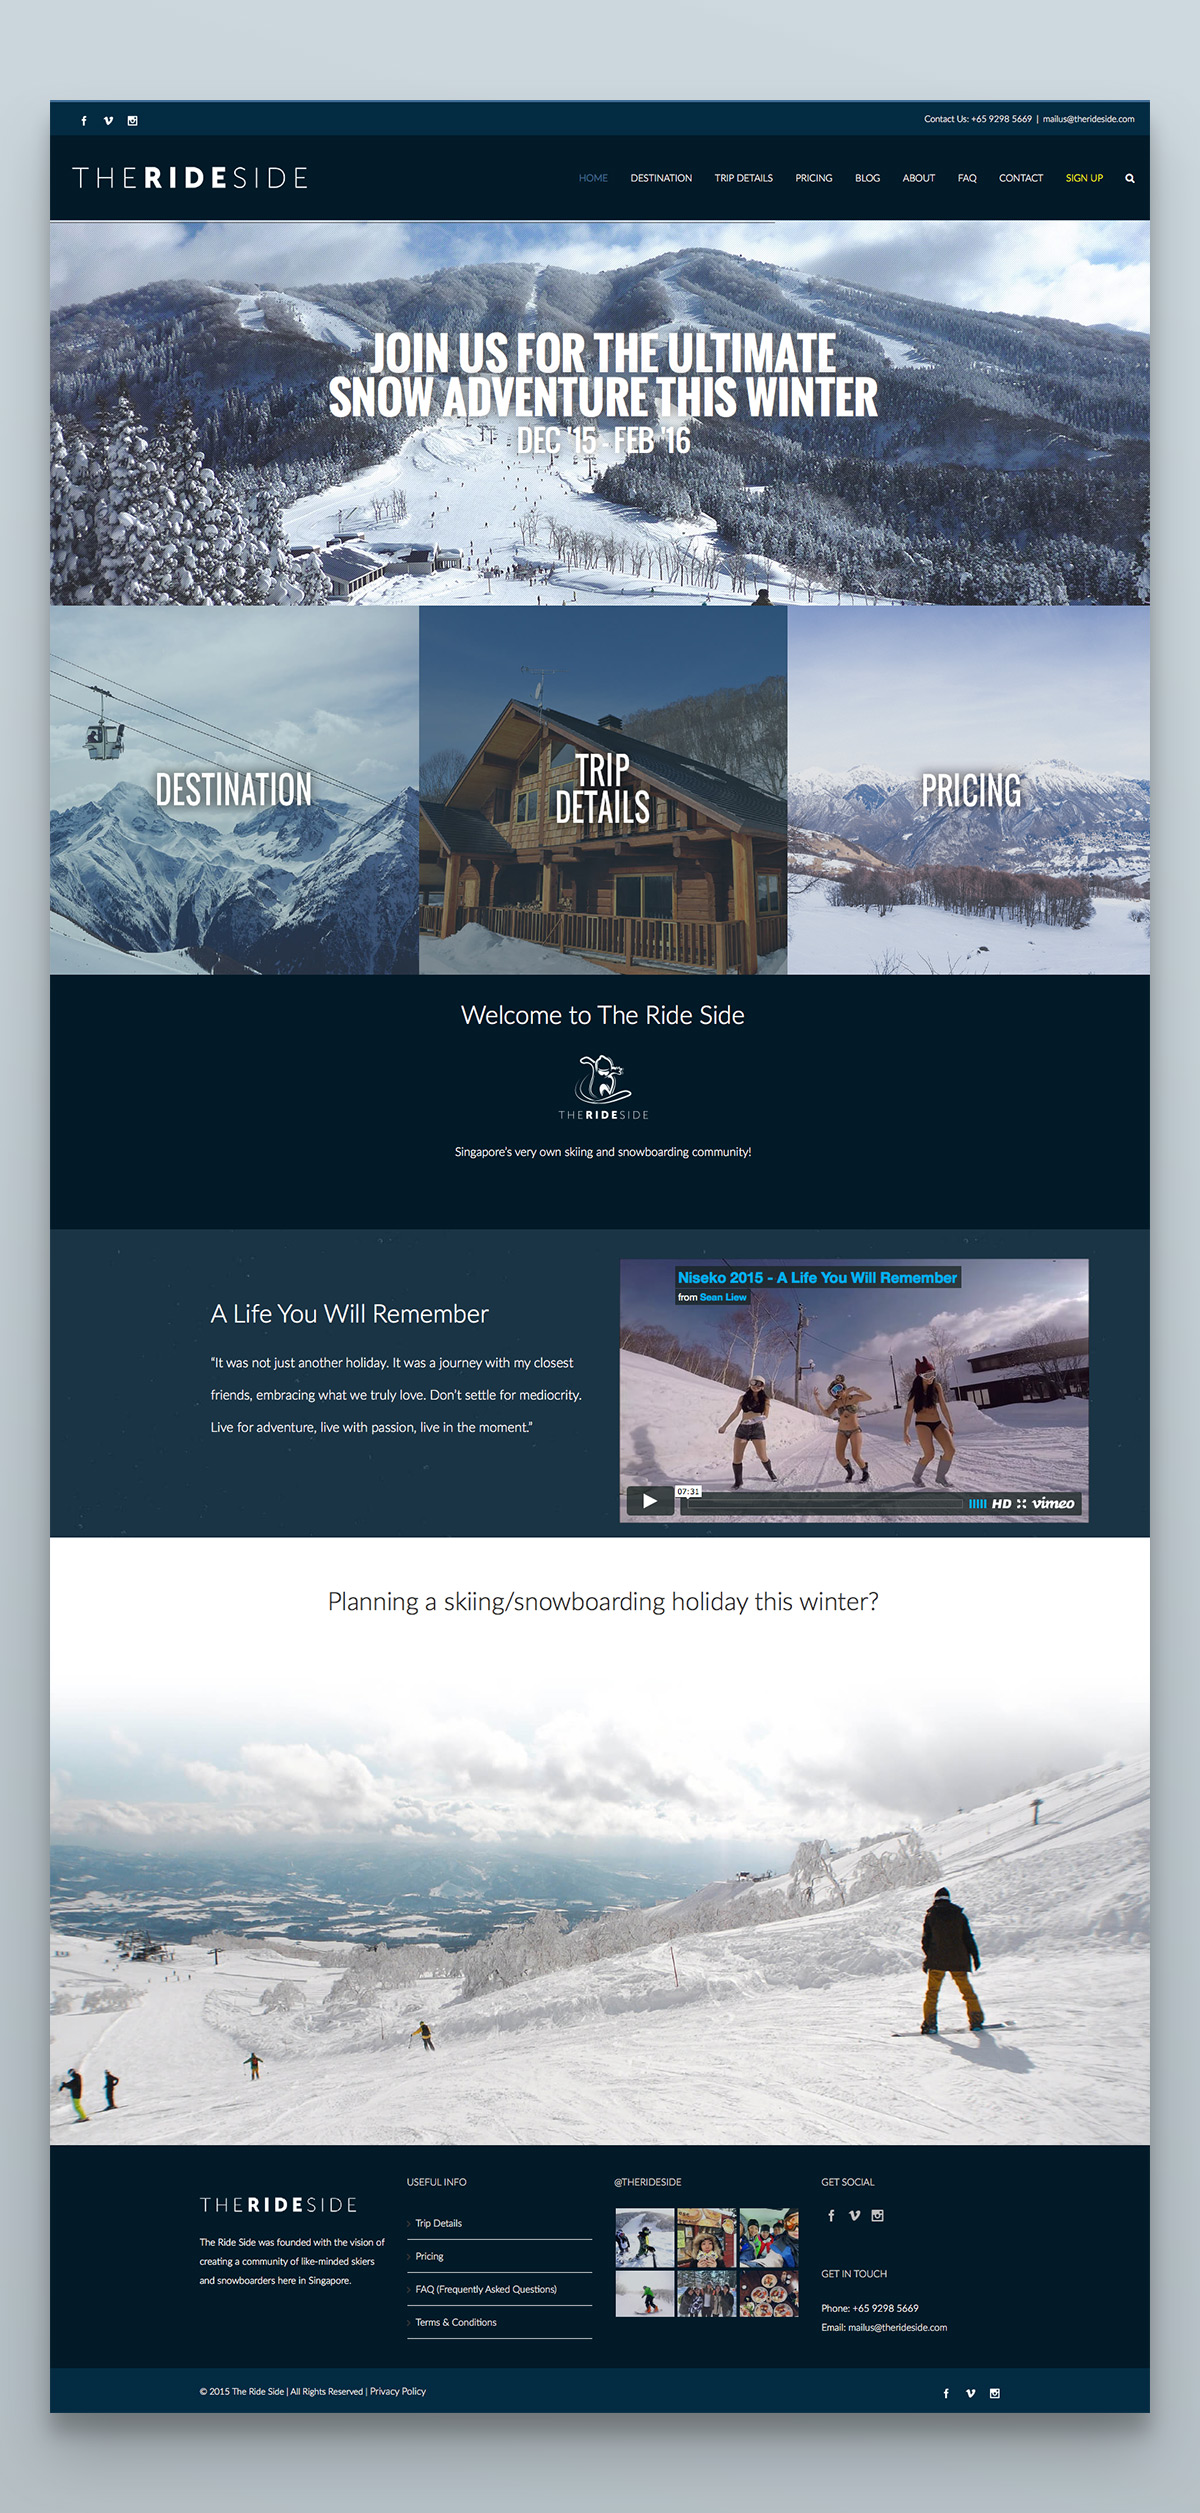 Contact Us: +65 9298 5669 | mailus@therideside.com
THERIDESIDE
HOME DESTINATION TRIP DETAILS PRICING BLOG ABOUT FAQ CONTACT SIGN UP
JOIN US FOR THE ULTIMATE
SNOW ADVENTURE THIS WINTER
DEC '15 - FEB '16
DESTINATION
TRIP
DETAILS
PRICING
Welcome to The Ride Side
THERIDESIDE
Singapore's very own skiing and snowboarding community!
A Life You Will Remember
“It was not just another holiday. It was a journey with my closest
friends, embracing what we truly love. Don't settle for mediocrity.
Live for adventure, live with passion, live in the moment.”
Niseko 2015 - A Life You Will Remember
from Sean Liew
07:31
HD vimeo
Planning a skiing/snowboarding holiday this winter?
THERIDESIDE
The Ride Side was founded with the vision of
creating a community of like-minded skiers
and snowboarders here in Singapore.
USEFUL INFO
Trip Details
Pricing
FAQ (Frequently Asked Questions)
Terms & Conditions
@THERIDESIDE
GET SOCIAL
GET IN TOUCH
Phone: +65 9298 5669
Email: mailus@therideside.com
© 2015 The Ride Side | All Rights Reserved | Privacy Policy